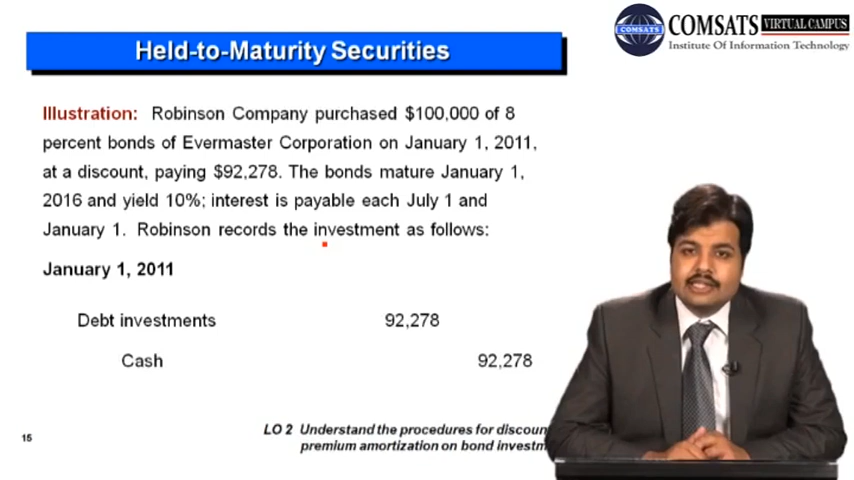 Held-to-Maturity Securities
COMSATS VIRTUAL CAMPUS
Institute Of Information Technology
COMSATS
Illustration: Robinson Company purchased $100,000 of 8
percent bonds of Evermaster Corporation on January 1, 2011,
at a discount, paying $92,278. The bonds mature January 1,
2016 and yield 10%; interest is payable each July 1 and
January 1. Robinson records the investment as follows:
January 1, 2011
Debt investments 92,278
Cash 92,278
15
LO 2 Understand the procedures for discoun
premium amortization on bond investm